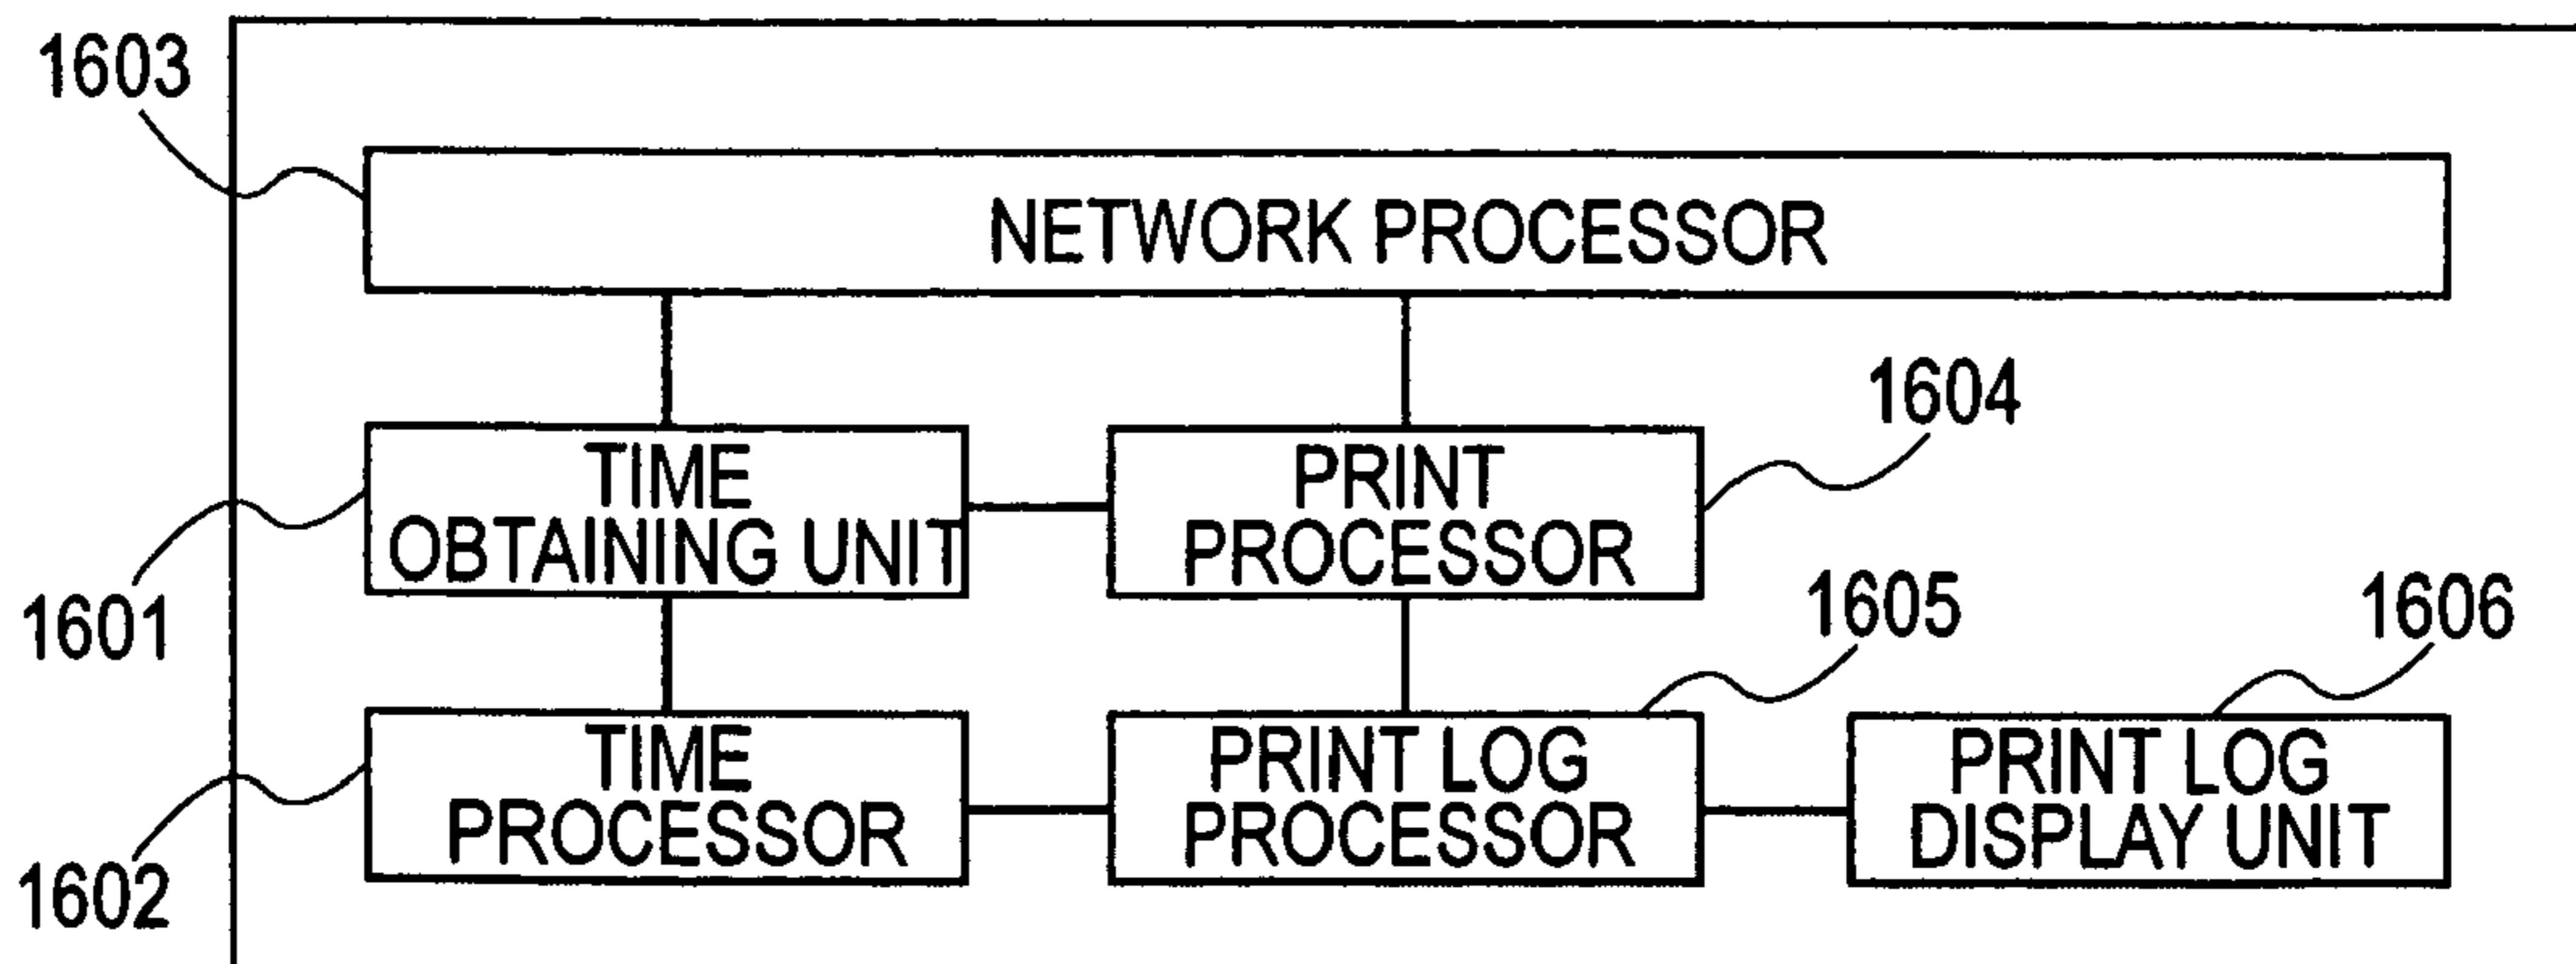 1603
NETWORK PROCESSOR
1604
TIME
OBTAINING UNIT
PRINT
PROCESSOR
1601
1605
1606
TIME
PROCESSOR
PRINT LOG
PROCESSOR
PRINT LOG
DISPLAY UNIT
1602